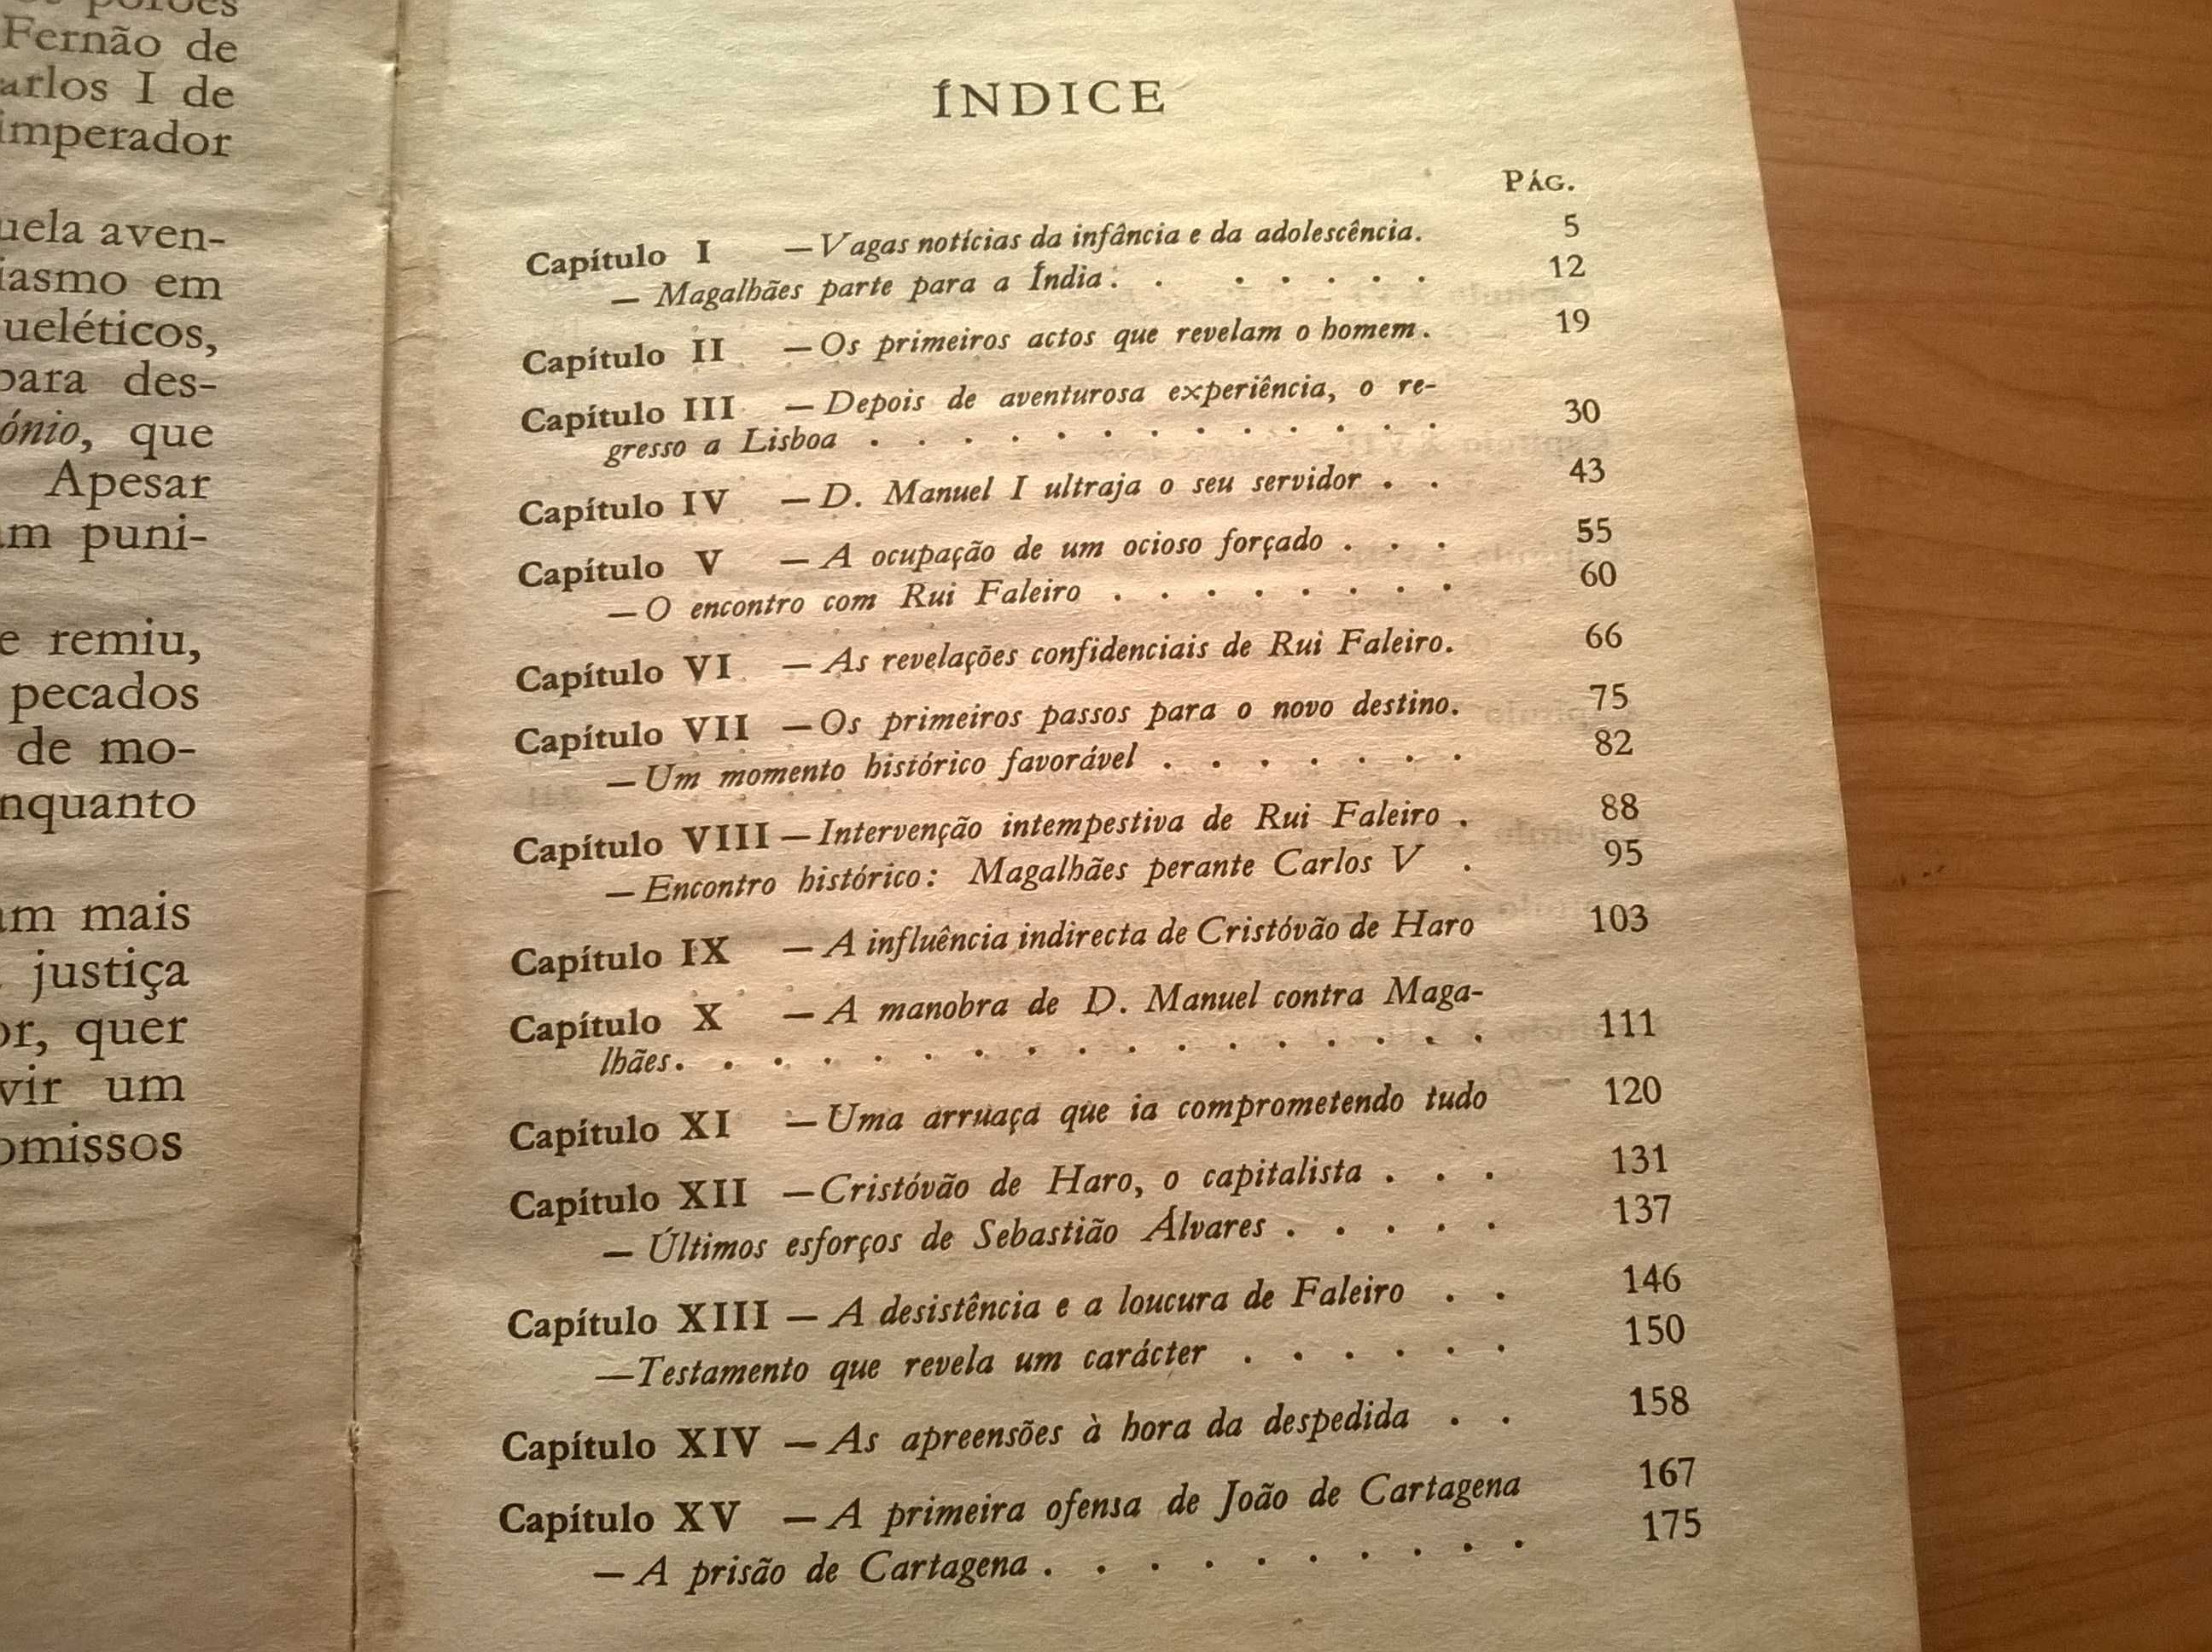 Fernão de
arlos I de
imperador
uela aven-
iasmo em
ueléticos,
para des-
ónio, que
Apesar
am puni-
e remiu,
pecados
de mo-
nquanto
am mais
justiça
or, quer
vir um
omissos
ÍNDICE
PÁG.
Capítulo I — Vagas notícias da infância e da adolescência. 5
— Magalhães parte para a Índia. . . . . . . 12
Capítulo II — Os primeiros actos que revelam o homem. 19
Capítulo III — Depois de aventurosa experiência, o re-
gresso a Lisboa . . . . . . . . . . . . . 30
Capítulo IV — D. Manuel I ultraja o seu servidor . . 43
Capítulo V — A ocupação de um ocioso forçado . . . 55
— O encontro com Rui Faleiro . . . . . . . . 60
Capítulo VI — As revelações confidenciais de Rui Faleiro. 66
Capítulo VII — Os primeiros passos para o novo destino. 75
— Um momento histórico favorável . . . . . . . 82
Capítulo VIII — Intervenção intempestiva de Rui Faleiro . 88
— Encontro histórico: Magalhães perante Carlos V . 95
Capítulo IX — A influência indirecta de Cristóvão de Haro 103
Capítulo X — A manobra de D. Manuel contra Maga-
lhães. . . . . . . . . . . . . . . . . 111
Capítulo XI — Uma arruaça que ia comprometendo tudo 120
Capítulo XII — Cristóvão de Haro, o capitalista . . . 131
— Últimos esforços de Sebastião Álvares . . . . . 137
Capítulo XIII — A desistência e a loucura de Faleiro . . 146
— Testamento que revela um carácter . . . . . . 150
Capítulo XIV — As apreensões à hora da despedida . . 158
Capítulo XV — A primeira ofensa de João de Cartagena 167
— A prisão de Cartagena . . . . . . . . . . 175